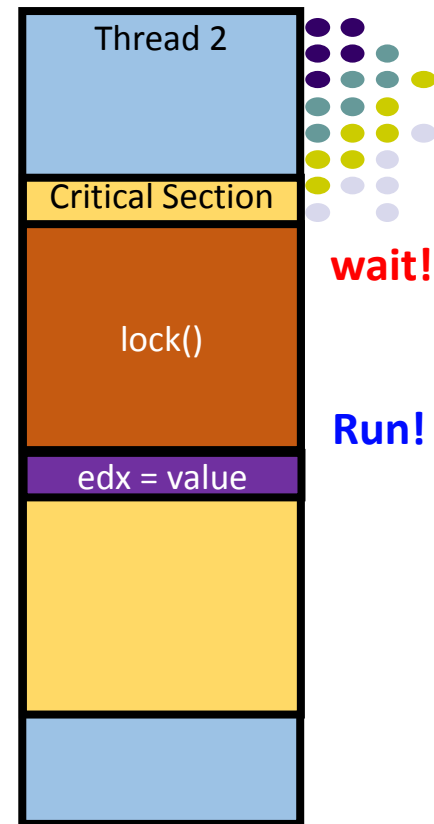 Thread 2
Critical Section
wait!
lock()
Run!
edx = value